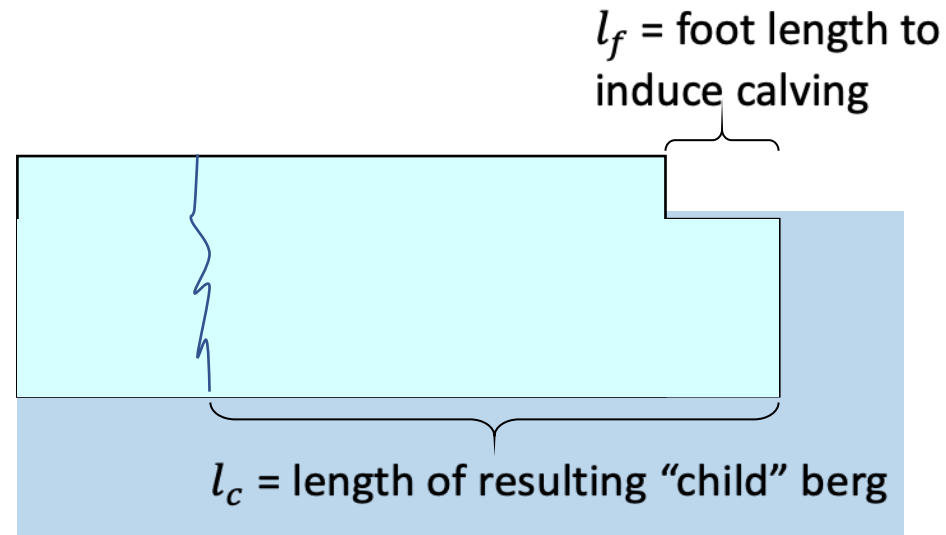 l_f = foot length to
induce calving
l_c = length of resulting “child” berg